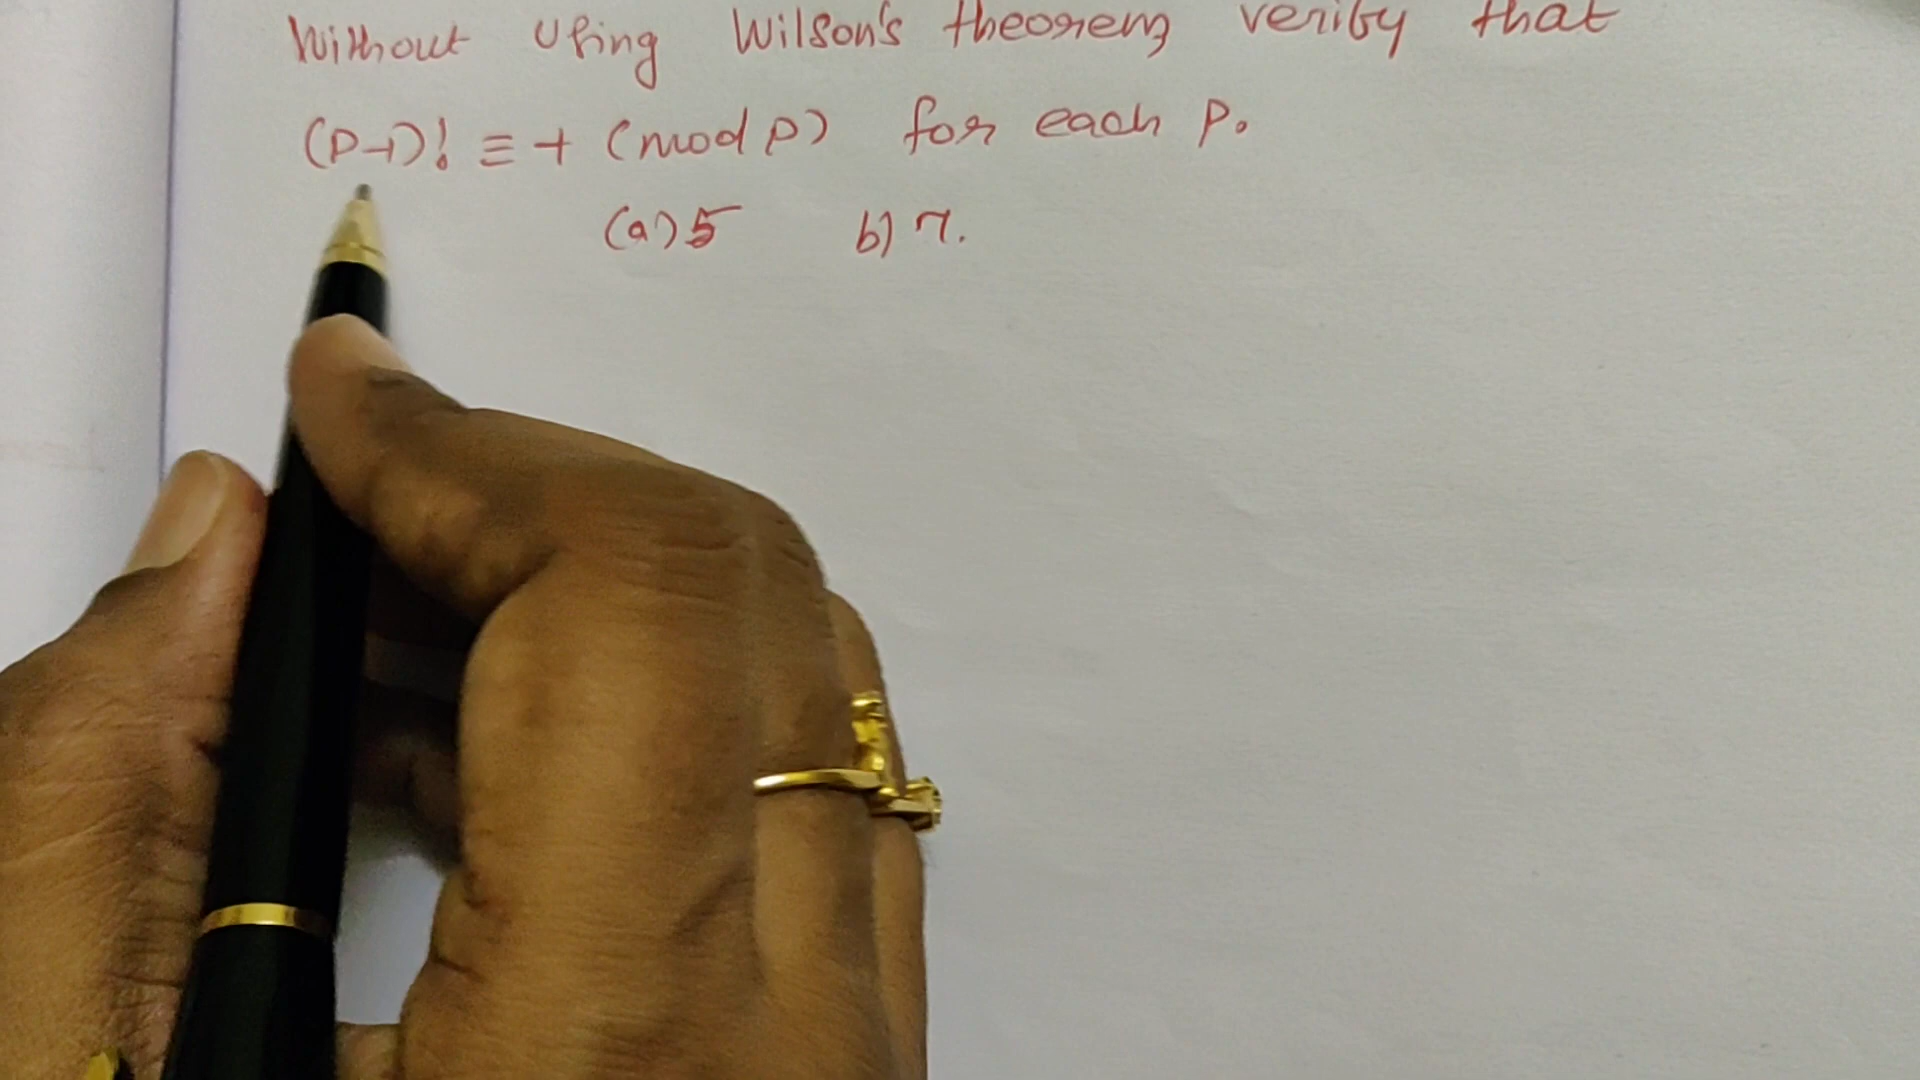 Without using Wilson's theorem verify that
(p-1)! ≡ -1 (mod p) for each p.
(a) 5 b) 7.